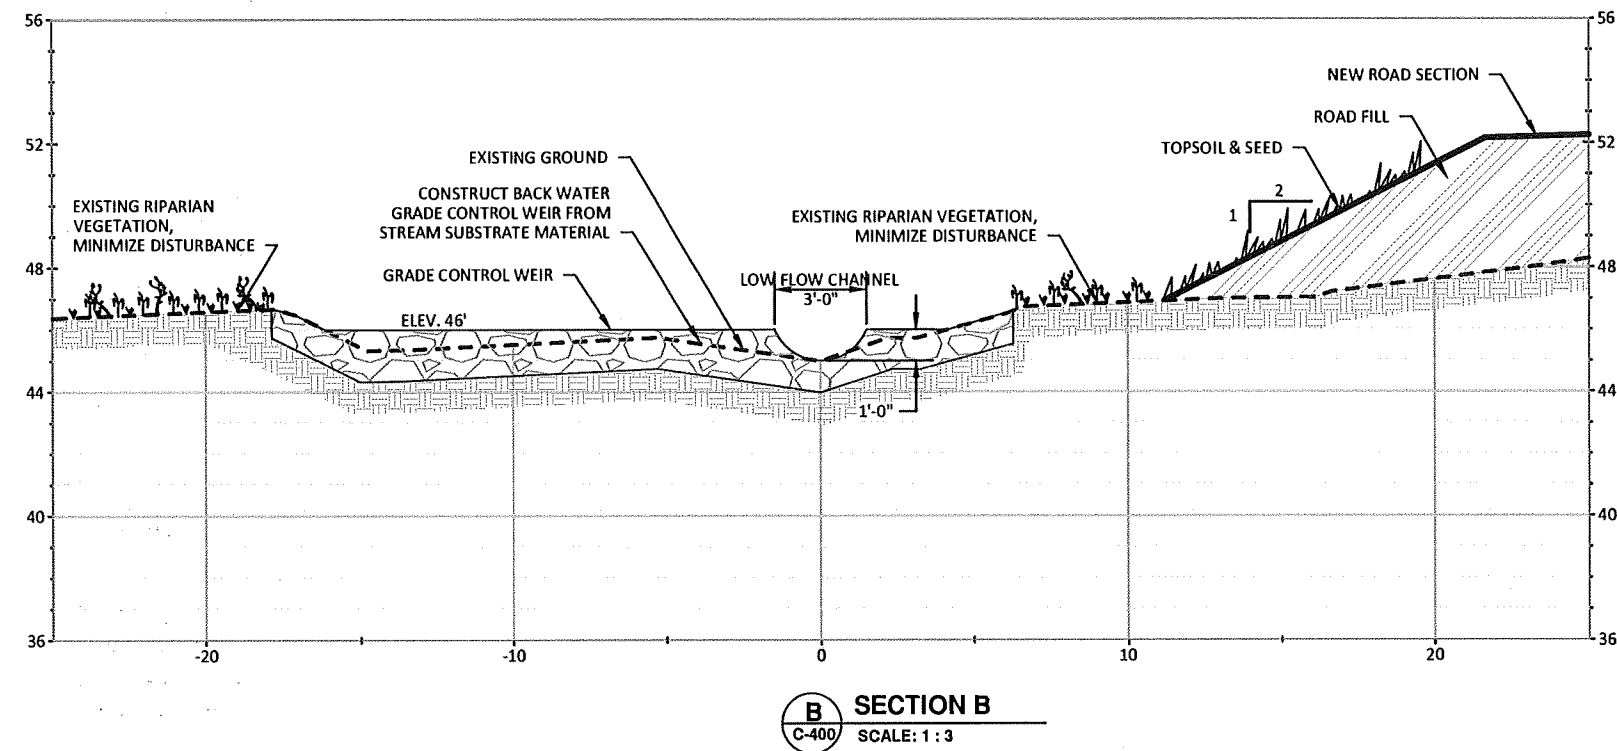 56
56
NEW ROAD SECTION
ROAD FILL
52
52
TOPSOIL & SEED
EXISTING GROUND
CONSTRUCT BACK WATER
GRADE CONTROL WEIR FROM
STREAM SUBSTRATE MATERIAL
EXISTING RIPARIAN
VEGETATION,
MINIMIZE DISTURBANCE
EXISTING RIPARIAN VEGETATION,
MINIMIZE DISTURBANCE
2
1
48
48
GRADE CONTROL WEIR
LOW FLOW CHANNEL
3'-0"
ELEV. 46'
44
44
1'-0"
40
40
36
36
-20
-10
0
10
20
B
C-400
SECTION B
SCALE: 1 : 3